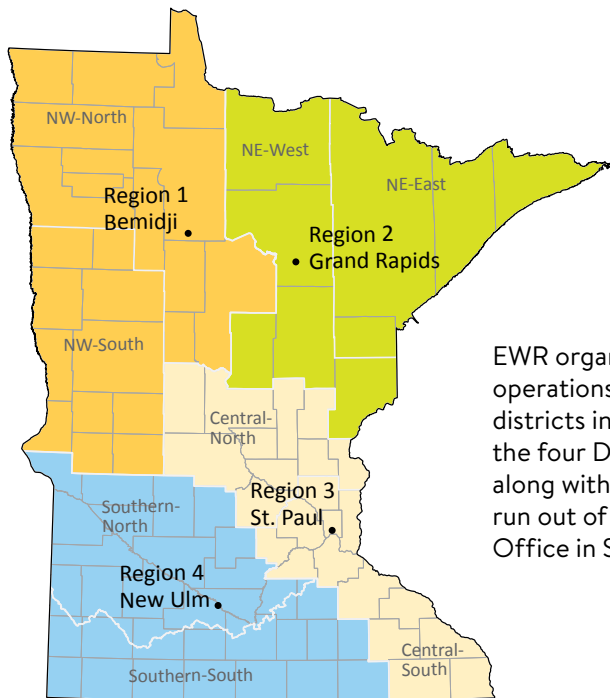 NW-North
NE-West
NE-East
Region 1
Bemidji
Region 2
Grand Rapids
NW-South
EWR
operations
districts in
the four
along with
run out of
Office in
Central-
North
Region 3
St. Paul
Southern-
North
Region 4
New Ulm
Central-
South
Southern-South